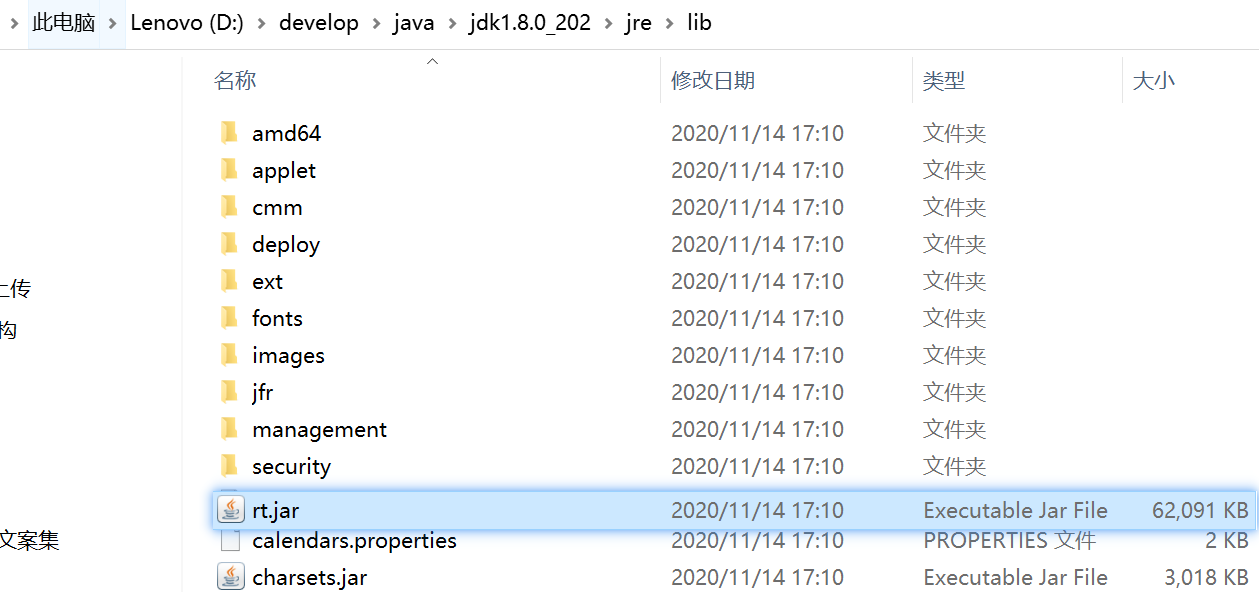 此电脑 Lenovo (D:) develop java jdk1.8.0_202 jre lib
名称 修改日期 类型 大小
amd64 2020/11/14 17:10 文件夹
applet 2020/11/14 17:10 文件夹
cmm 2020/11/14 17:10 文件夹
deploy 2020/11/14 17:10 文件夹
ext 2020/11/14 17:10 文件夹
上传
fonts 2020/11/14 17:10 文件夹
构
images 2020/11/14 17:10 文件夹
jfr 2020/11/14 17:10 文件夹
management 2020/11/14 17:10 文件夹
security 2020/11/14 17:10 文件夹
rt.jar 2020/11/14 17:10 Executable Jar File 62,091 KB
文案集
calendars.properties 2020/11/14 17:10 PROPERTIES 文件 2 KB
charsets.jar 2020/11/14 17:10 Executable Jar File 3,018 KB